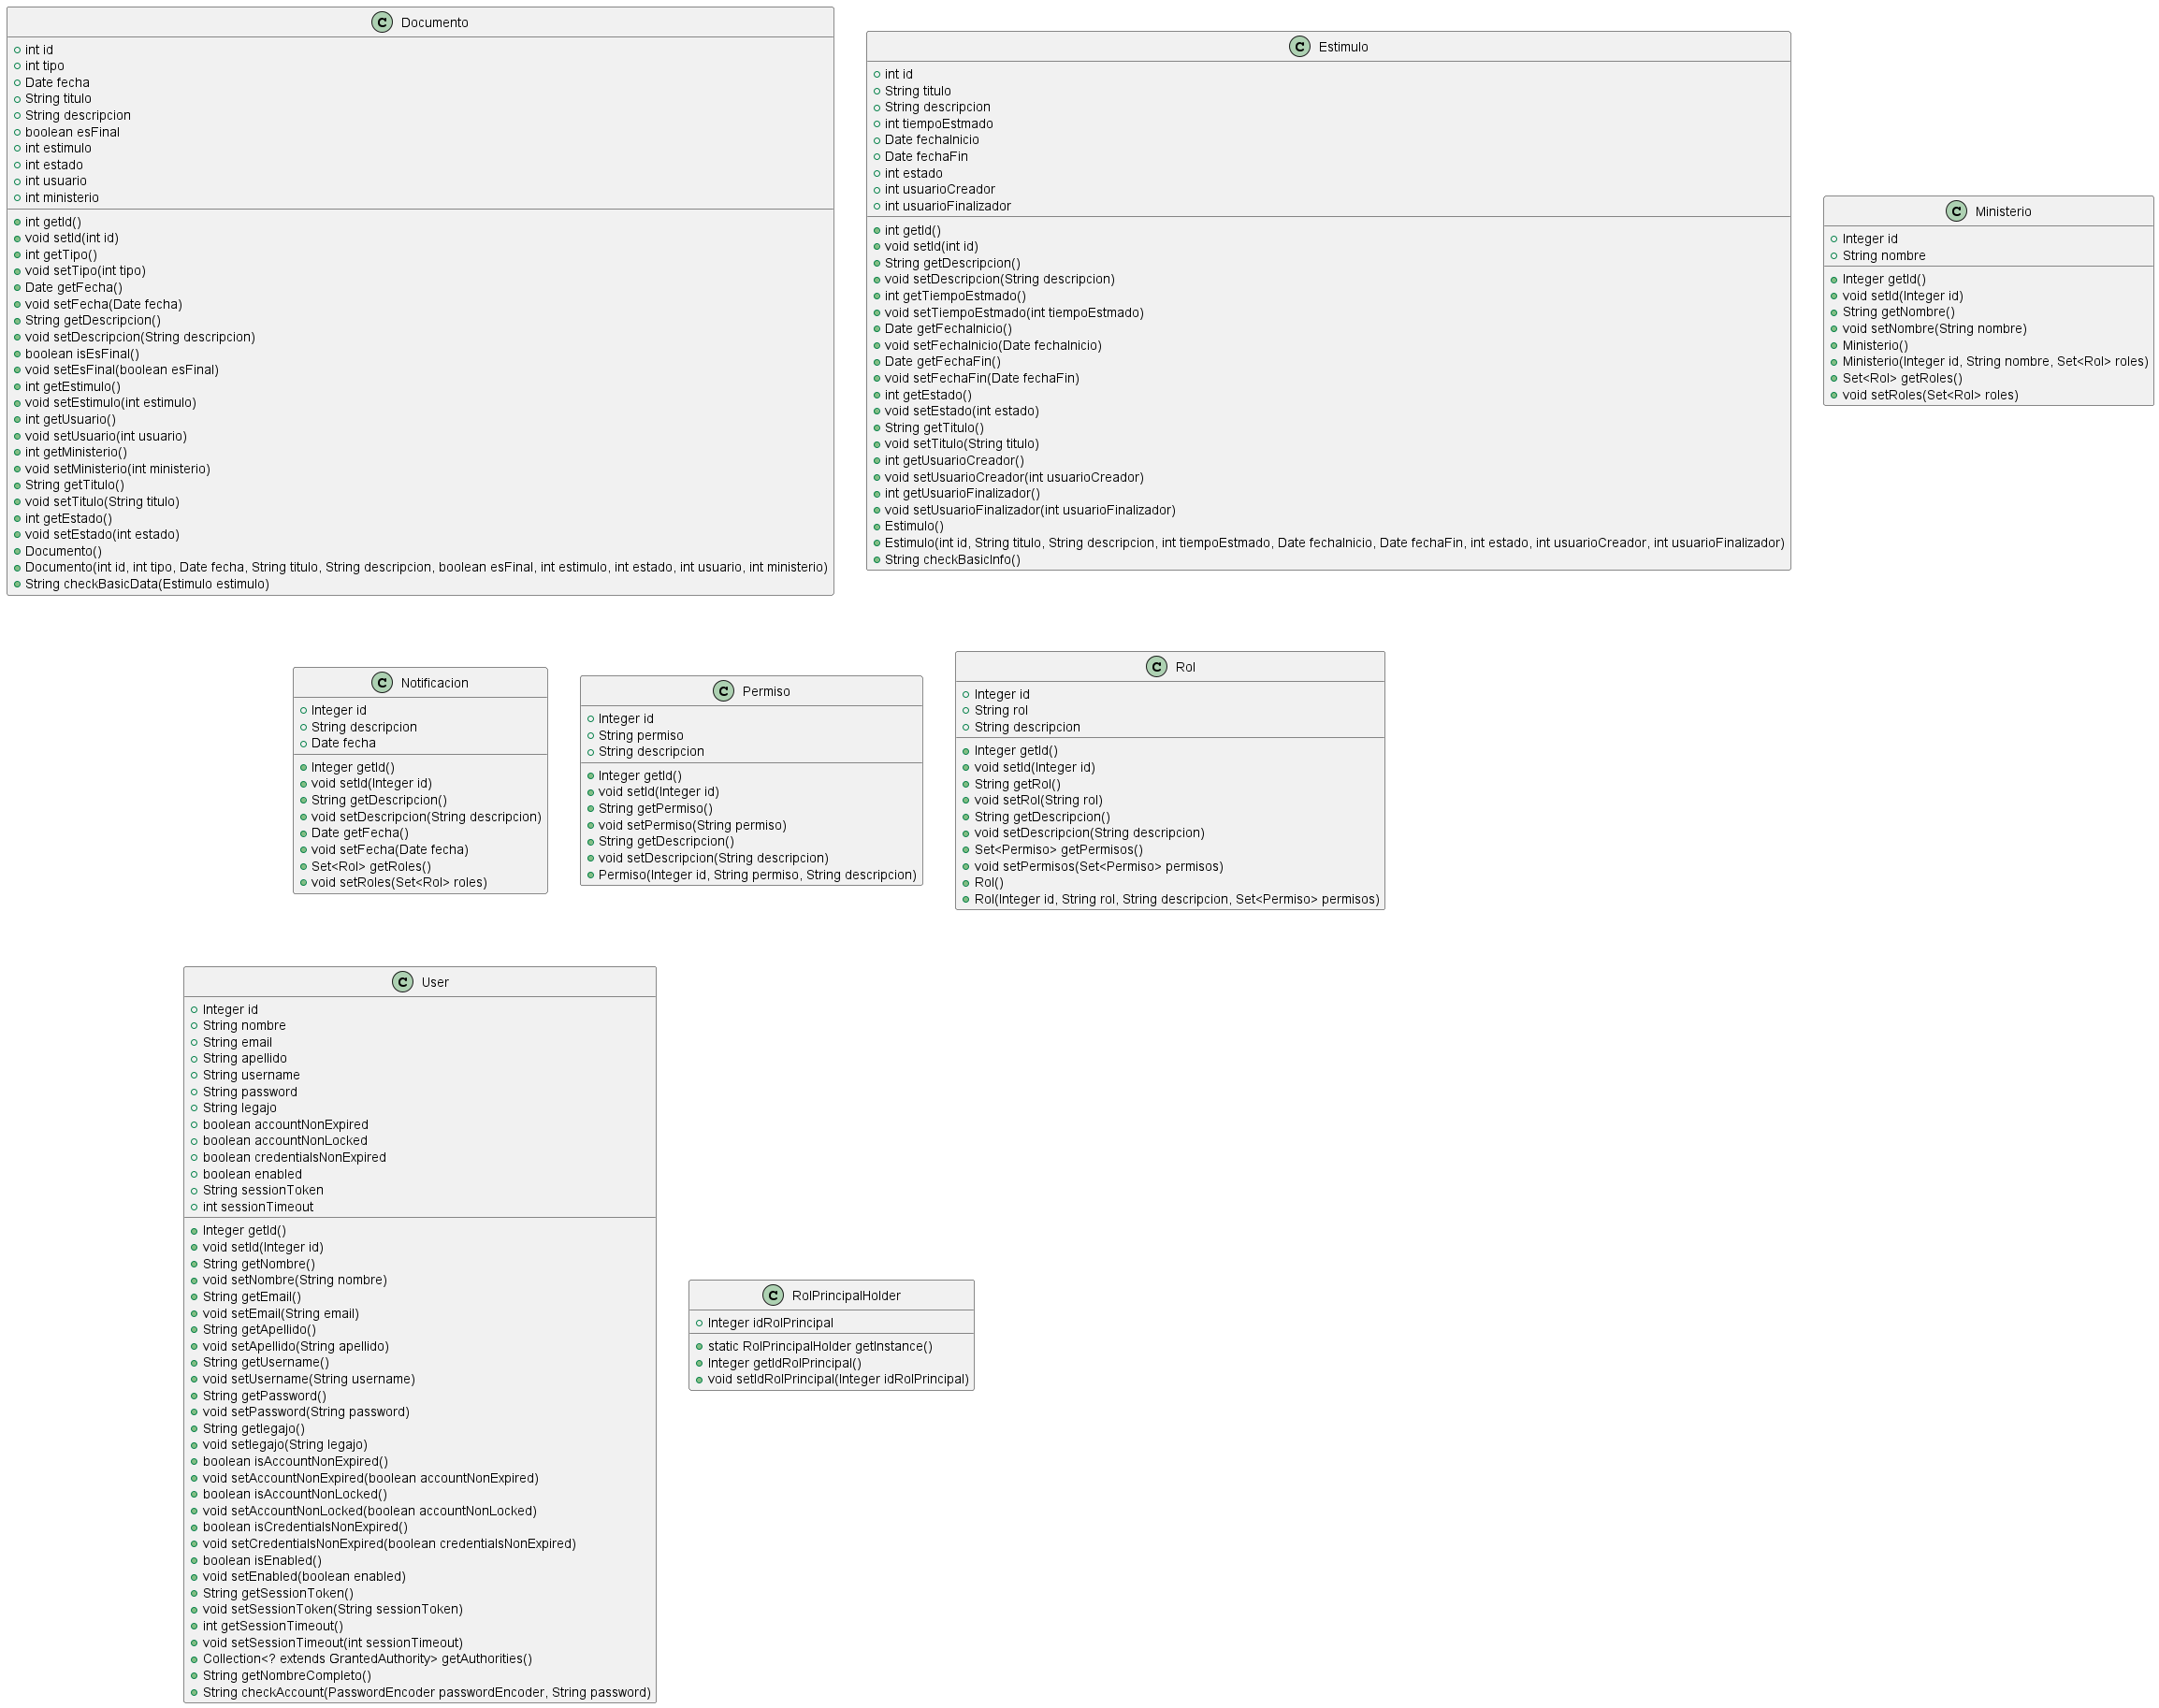 Documento
int id
int tipo
Date fecha
String titulo
String descripcion
boolean esFinal
int estimulo
int estado
int usuario
int ministerio
int getId()
void setId(int id)
int getTipo()
void setTipo(int tipo)
Date getFecha()
void setFecha(Date fecha)
String getDescripcion()
void setDescripcion(String descripcion)
boolean isEsFinal()
void setEsFinal(boolean esFinal)
int getEstimulo()
void setEstimulo(int estimulo)
int getUsuario()
void setUsuario(int usuario)
int getMinisterio()
void setMinisterio(int ministerio)
String getTitulo()
void setTitulo(String titulo)
int getEstado()
void setEstado(int estado)
Documento()
Documento(int id, int tipo, Date fecha, String titulo, String descripcion, boolean esFinal, int estimulo, int estado, int usuario, int ministerio)
String checkBasicData(Estimulo estimulo)
Estimulo
int id
String titulo
String descripcion
int tiempoEstmado
Date fechaInicio
Date fechaFin
int estado
int usuarioCreador
int usuarioFinalizador
int getId()
void setId(int id)
String getDescripcion()
void setDescripcion(String descripcion)
int getTiempoEstmado()
void setTiempoEstmado(int tiempoEstmado)
Date getFechaInicio()
void setFechaInicio(Date fechaInicio)
Date getFechaFin()
void setFechaFin(Date fechaFin)
int getEstado()
void setEstado(int estado)
String getTitulo()
void setTitulo(String titulo)
int getUsuarioCreador()
void setUsuarioCreador(int usuarioCreador)
int getUsuarioFinalizador()
void setUsuarioFinalizador(int usuarioFinalizador)
Estimulo()
Estimulo(int id, String titulo, String descripcion, int tiempoEstmado, Date fechaInicio, Date fechaFin, int estado, int usuarioCreador, int usuarioFinalizador)
String checkBasicInfo()
Ministerio
Integer id
String nombre
Integer getId()
void setId(Integer id)
String getNombre()
void setNombre(String nombre)
Ministerio()
Ministerio(Integer id, String nombre, Set<Rol> roles)
Set<Rol> getRoles()
void setRoles(Set<Rol> roles)
Notificacion
Integer id
String descripcion
Date fecha
Integer getId()
void setId(Integer id)
String getDescripcion()
void setDescripcion(String descripcion)
Date getFecha()
void setFecha(Date fecha)
Set<Rol> getRoles()
void setRoles(Set<Rol> roles)
Permiso
Integer id
String permiso
String descripcion
Integer getId()
void setId(Integer id)
String getPermiso()
void setPermiso(String permiso)
String getDescripcion()
void setDescripcion(String descripcion)
Permiso(Integer id, String permiso, String descripcion)
Rol
Integer id
String rol
String descripcion
Integer getId()
void setId(Integer id)
String getRol()
void setRol(String rol)
String getDescripcion()
void setDescripcion(String descripcion)
Set<Permiso> getPermisos()
void setPermisos(Set<Permiso> permisos)
Rol()
Rol(Integer id, String rol, String descripcion, Set<Permiso> permisos)
User
Integer id
String nombre
String email
String apellido
String username
String password
String legajo
boolean accountNonExpired
boolean accountNonLocked
boolean credentialsNonExpired
boolean enabled
String sessionToken
int sessionTimeout
Integer getId()
void setId(Integer id)
String getNombre()
void setNombre(String nombre)
String getEmail()
void setEmail(String email)
String getApellido()
void setApellido(String apellido)
String getUsername()
void setUsername(String username)
String getPassword()
void setPassword(String password)
String getlegajo()
void setlegajo(String legajo)
boolean isAccountNonExpired()
void setAccountNonExpired(boolean accountNonExpired)
boolean isAccountNonLocked()
void setAccountNonLocked(boolean accountNonLocked)
boolean isCredentialsNonExpired()
void setCredentialsNonExpired(boolean credentialsNonExpired)
boolean isEnabled()
void setEnabled(boolean enabled)
String getSessionToken()
void setSessionToken(String sessionToken)
int getSessionTimeout()
void setSessionTimeout(int sessionTimeout)
Collection<? extends GrantedAuthority> getAuthorities()
String getNombreCompleto()
String checkAccount(PasswordEncoder passwordEncoder, String password)
RolPrincipalHolder
Integer idRolPrincipal
static RolPrincipalHolder getInstance()
Integer getIdRolPrincipal()
void setIdRolPrincipal(Integer idRolPrincipal)